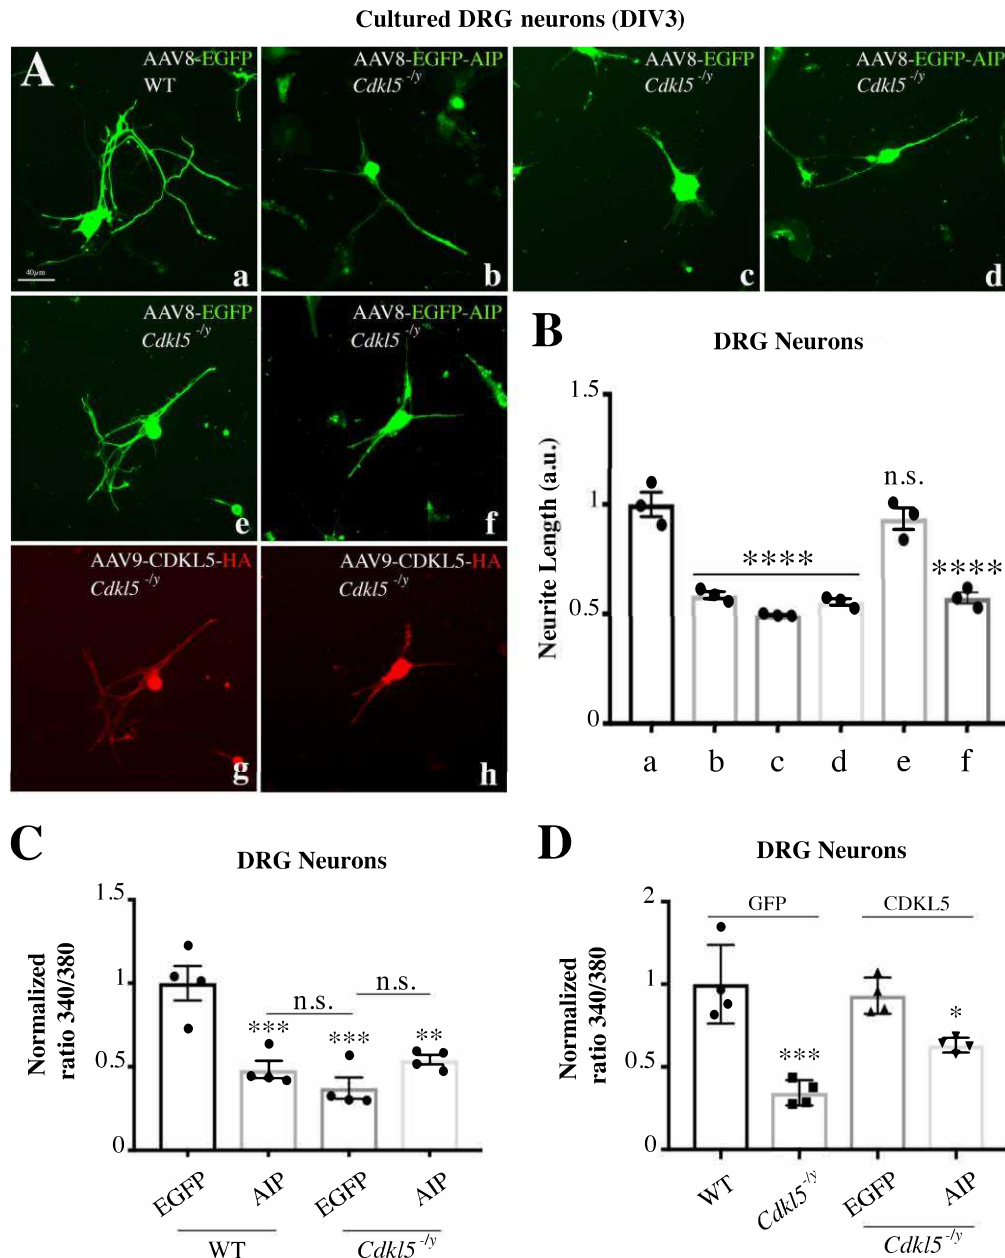 Cultured DRG neurons (DIV3)
A
AAV8-EGFP
WT
40µm
a
AAV8-EGFP-AIP
Cdkl5 -/y
b
AAV8-EGFP
Cdkl5 -/y
c
AAV8-EGFP-AIP
Cdkl5 -/y
d
AAV8-EGFP
Cdkl5 -/y
e
AAV8-EGFP-AIP
Cdkl5 -/y
f
AAV9-CDKL5-HA
Cdkl5 -/y
g
AAV9-CDKL5-HA
Cdkl5 -/y
h
B
DRG Neurons
Neurite Length (a.u.)
1.5
1
0.5
0
****
n.s.
****
a b c d e f
C
DRG Neurons
Normalized
ratio 340/380
1.5
1
0.5
0
***
n.s.
***
n.s.
**
EGFP AIP EGFP AIP
WT Cdkl5 -/y
D
DRG Neurons
Normalized
ratio 340/380
2
1
0.5
0
GFP CDKL5
***
*
WT Cdkl5 -/y EGFP AIP
Cdkl5 -/y